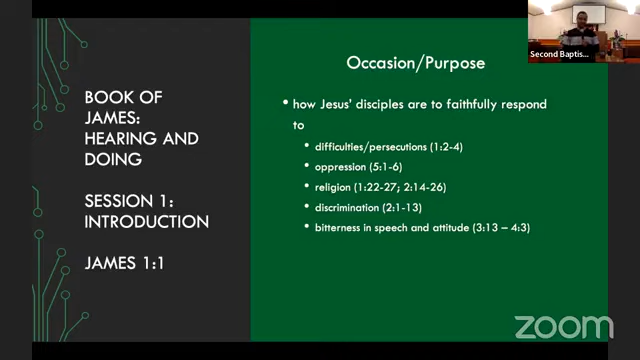 BOOK OF
JAMES:
HEARING AND
DOING
SESSION 1:
INTRODUCTION
JAMES 1:1
Occasion/Purpose
• how Jesus' disciples are to faithfully respond
to
• difficulties/persecutions (1:2-4)
• oppression (5:1-6)
• religion (1:22-27; 2:14-26)
• discrimination (2:1-13)
• bitterness in speech and attitude (3:13 – 4:3)
Second Baptis...
zoom